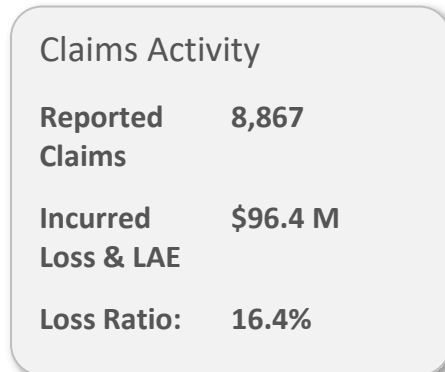 Claims Activity
Reported 8,867
Claims
Incurred $96.4 M
Loss & LAE
Loss Ratio: 16.4%